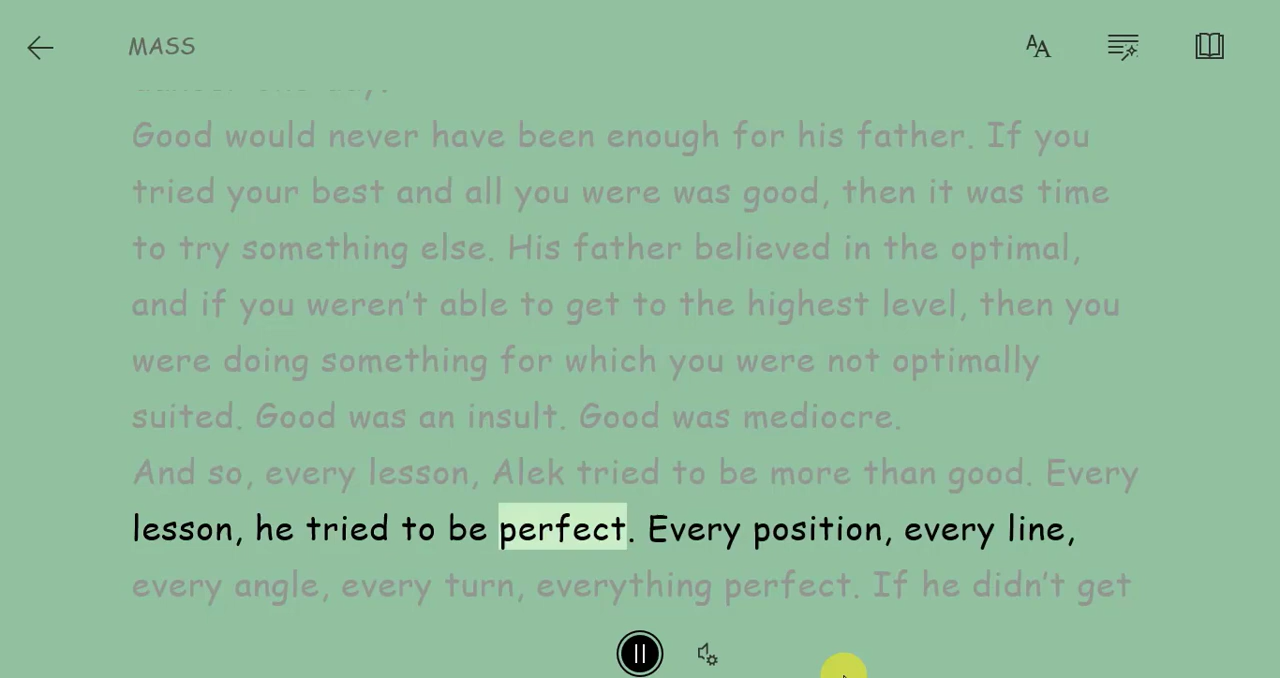 MASS
AA
Good would never have been enough for his father. If you
tried your best and all you were was good, then it was time
to try something else. His father believed in the optimal,
and if you weren't able to get to the highest level, then you
were doing something for which you were not optimally
suited. Good was an insult. Good was mediocre.
And so, every lesson, Alek tried to be more than good. Every
lesson, he tried to be perfect. Every position, every line,
every angle, every turn, everything perfect. If he didn't get